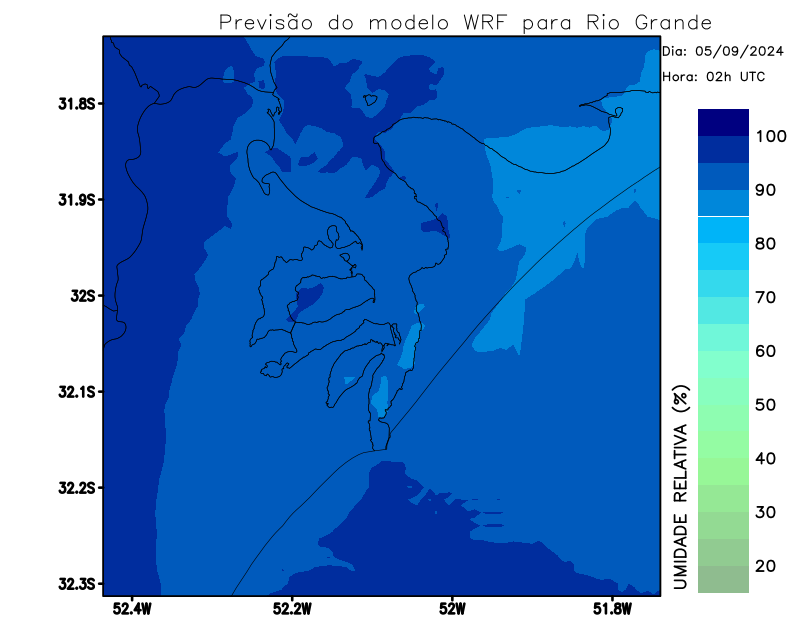 Previsão do modelo WRF para Rio Grande
Dia: 05/09/2024
Hora: 02h UTC
31.8S
31.9S
32S
32.1S
32.2S
32.3S
52.4W
52.2W
52W
51.8W
100
90
80
70
60
50
40
30
20
UMIDADE RELATIVA (%)